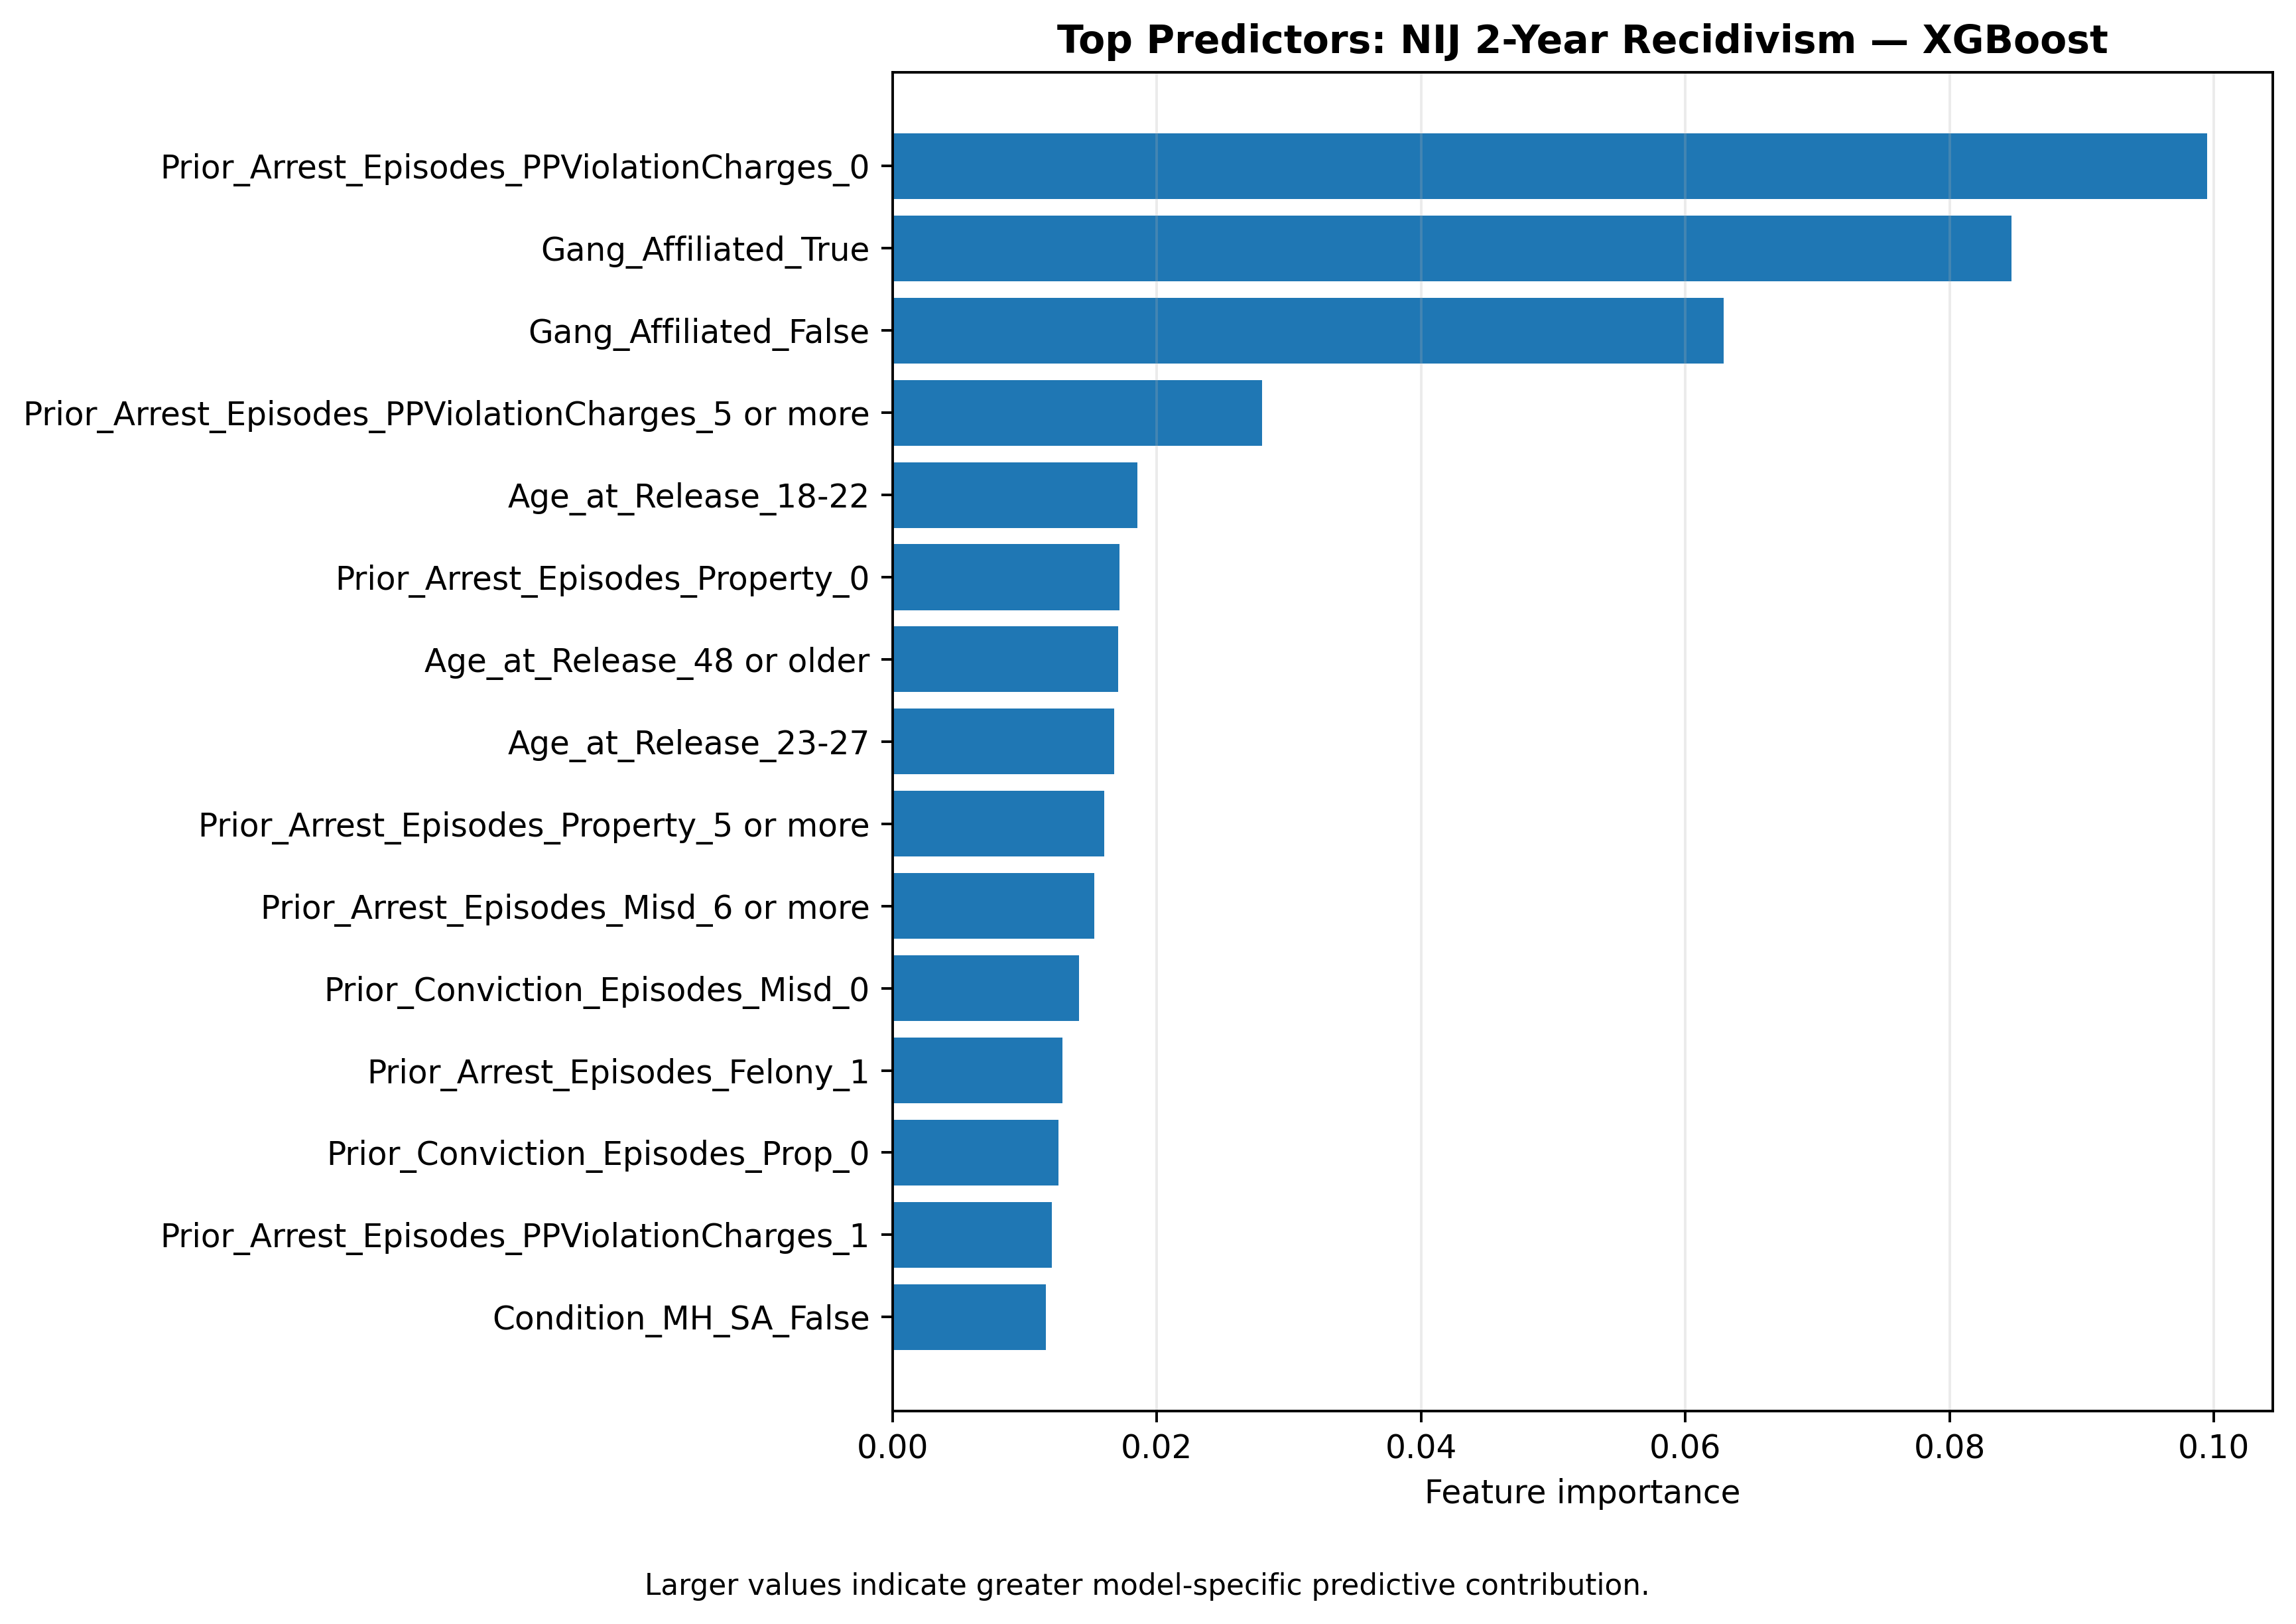 Top Predictors: NIJ 2-Year Recidivism — XGBoost
Prior_Arrest_Episodes_PPViolationCharges_0
Gang_Affiliated_True
Gang_Affiliated_False
Prior_Arrest_Episodes_PPViolationCharges_5 or more
Age_at_Release_18-22
Prior_Arrest_Episodes_Property_0
Age_at_Release_48 or older
Age_at_Release_23-27
Prior_Arrest_Episodes_Property_5 or more
Prior_Arrest_Episodes_Misd_6 or more
Prior_Conviction_Episodes_Misd_0
Prior_Arrest_Episodes_Felony_1
Prior_Conviction_Episodes_Prop_0
Prior_Arrest_Episodes_PPViolationCharges_1
Condition_MH_SA_False
0.00 0.02 0.04 0.06 0.08 0.10
Feature importance
Larger values indicate greater model-specific predictive contribution.